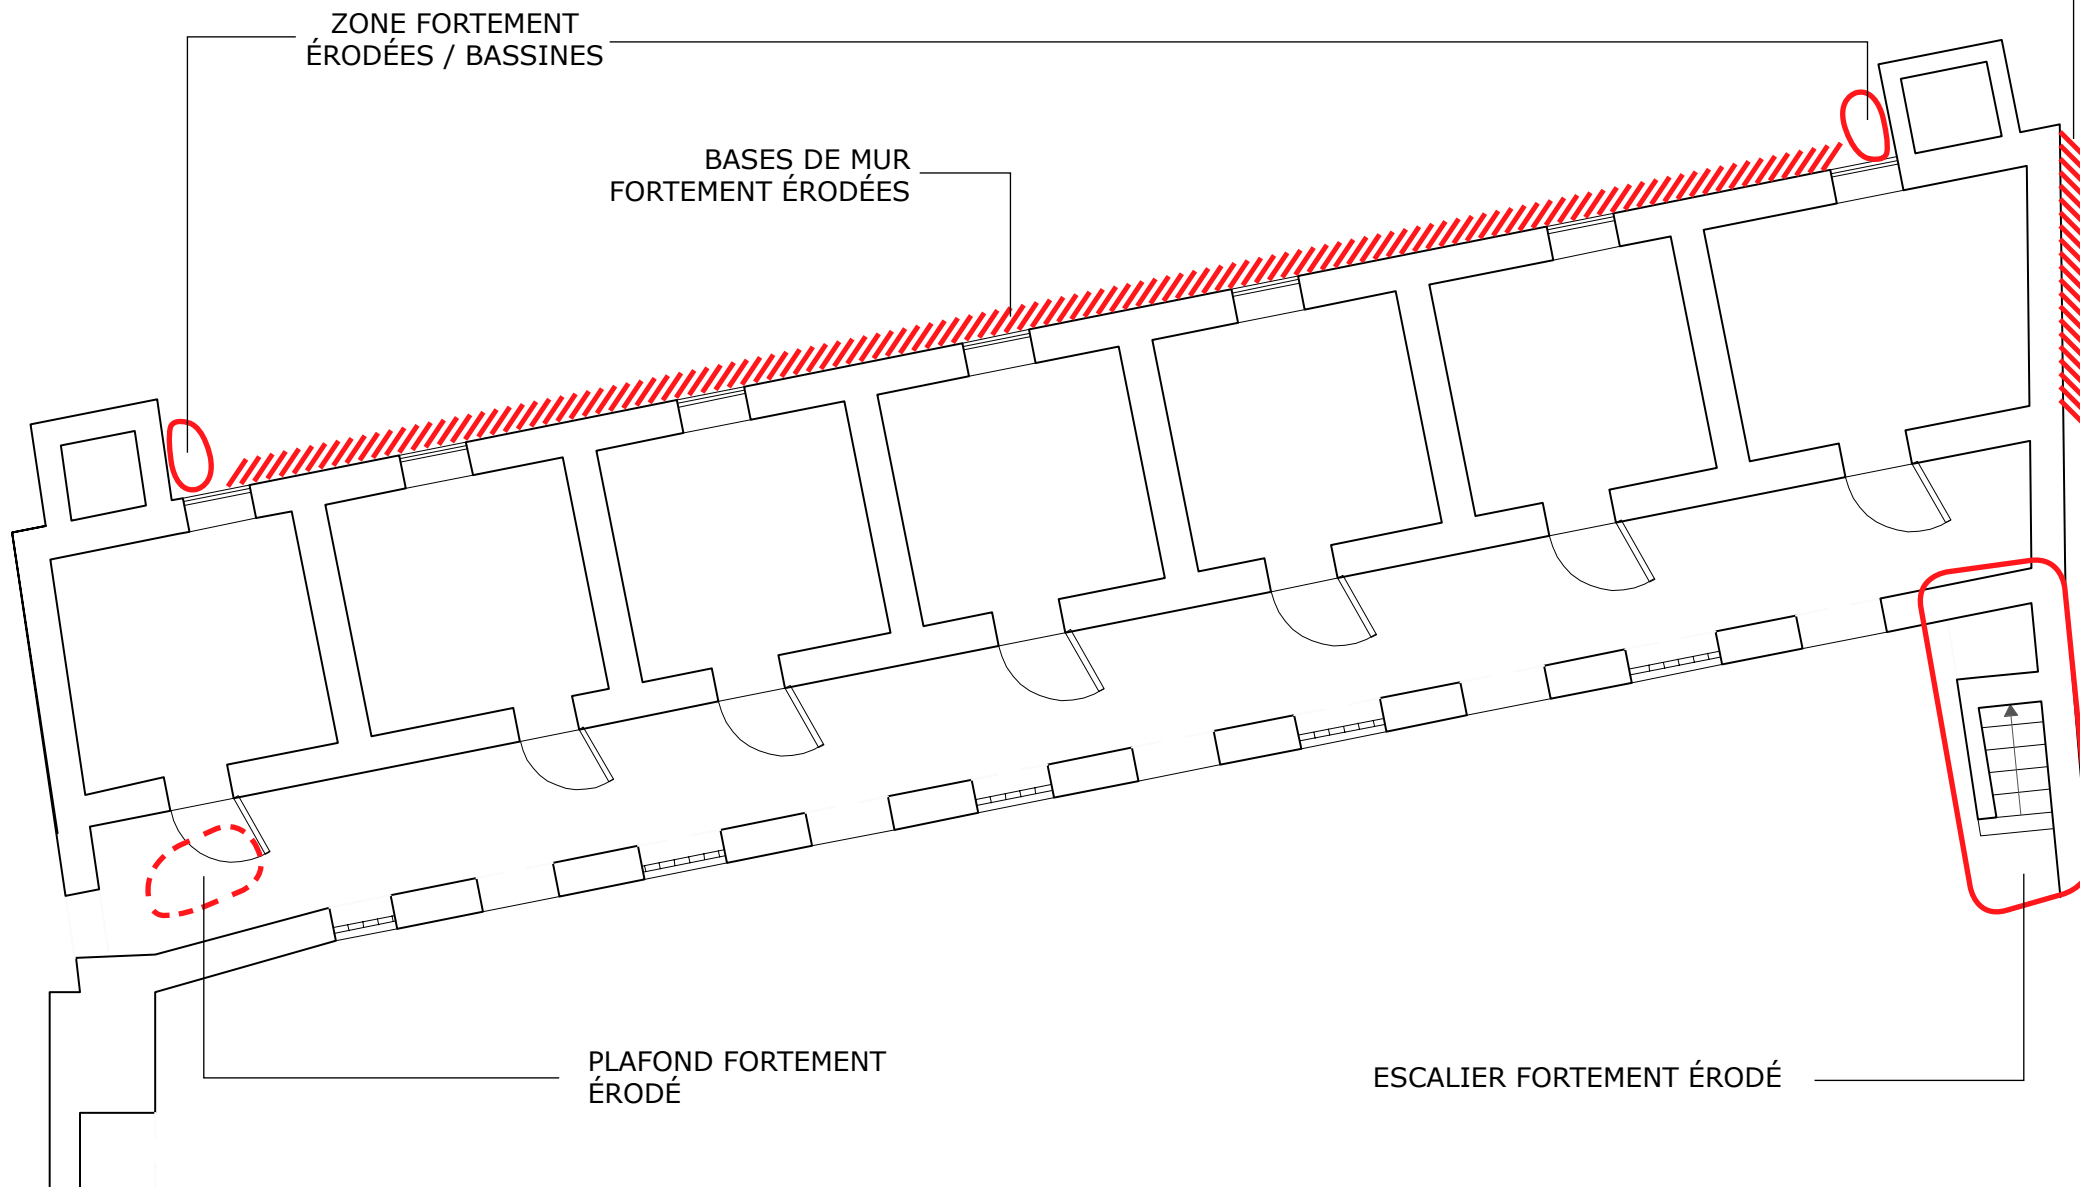 ZONE FORTEMENT
ÉRODÉES / BASSINES
BASES DE MUR
FORTEMENT ÉRODÉES
PLAFOND FORTEMENT
ÉRODÉ
ESCALIER FORTEMENT ÉRODÉ